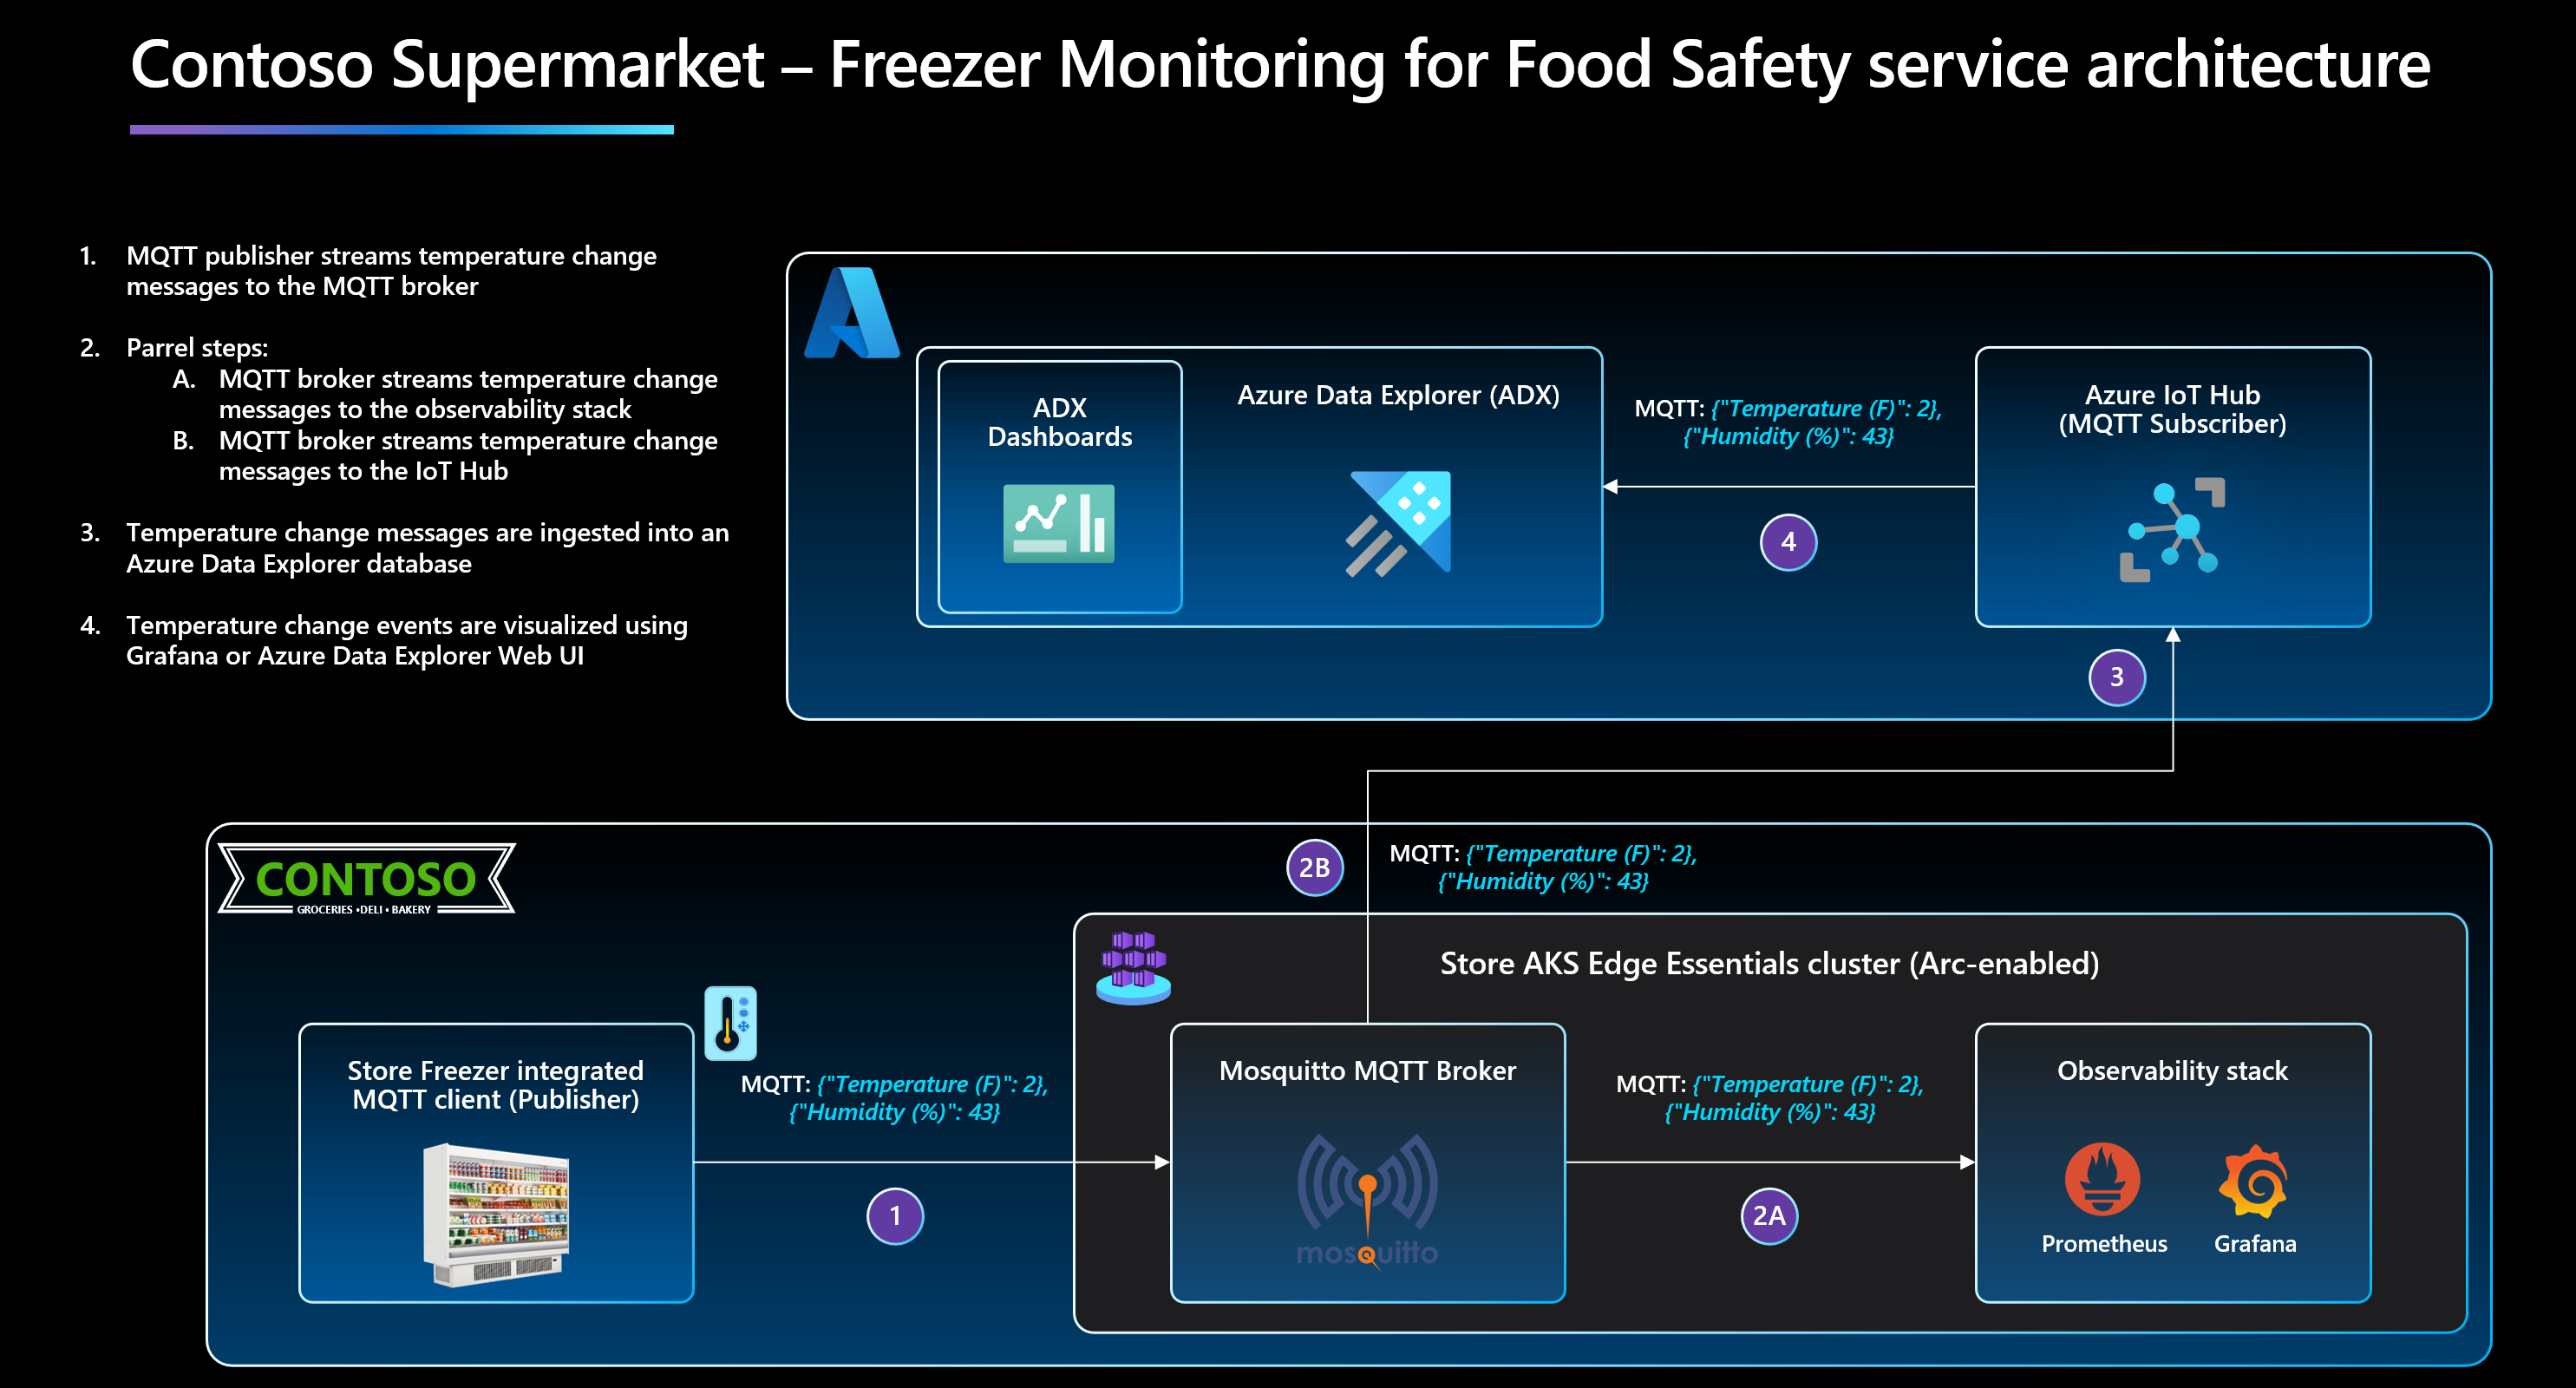 Contoso Supermarket – Freezer Monitoring for Food Safety service architecture
1. MQTT publisher streams temperature change
messages to the MQTT broker
2. Parrel steps:
A. MQTT broker streams temperature change
messages to the observability stack
B. MQTT broker streams temperature change
messages to the IoT Hub
3. Temperature change messages are ingested into an
Azure Data Explorer database
4. Temperature change events are visualized using
Grafana or Azure Data Explorer Web UI
ADX
Dashboards
Azure Data Explorer (ADX)
MQTT: {"Temperature (F)": 2},
{"Humidity (%)": 43}
4
Azure IoT Hub
(MQTT Subscriber)
3
CONTOSO
GROCERIES •DELI • BAKERY
2B
MQTT: {"Temperature (F)": 2},
{"Humidity (%)": 43}
Store AKS Edge Essentials cluster (Arc-enabled)
Store Freezer integrated
MQTT client (Publisher)
MQTT: {"Temperature (F)": 2},
{"Humidity (%)": 43}
1
Mosquitto MQTT Broker
mosquitto
MQTT: {"Temperature (F)": 2},
{"Humidity (%)": 43}
2A
Observability stack
Prometheus
Grafana